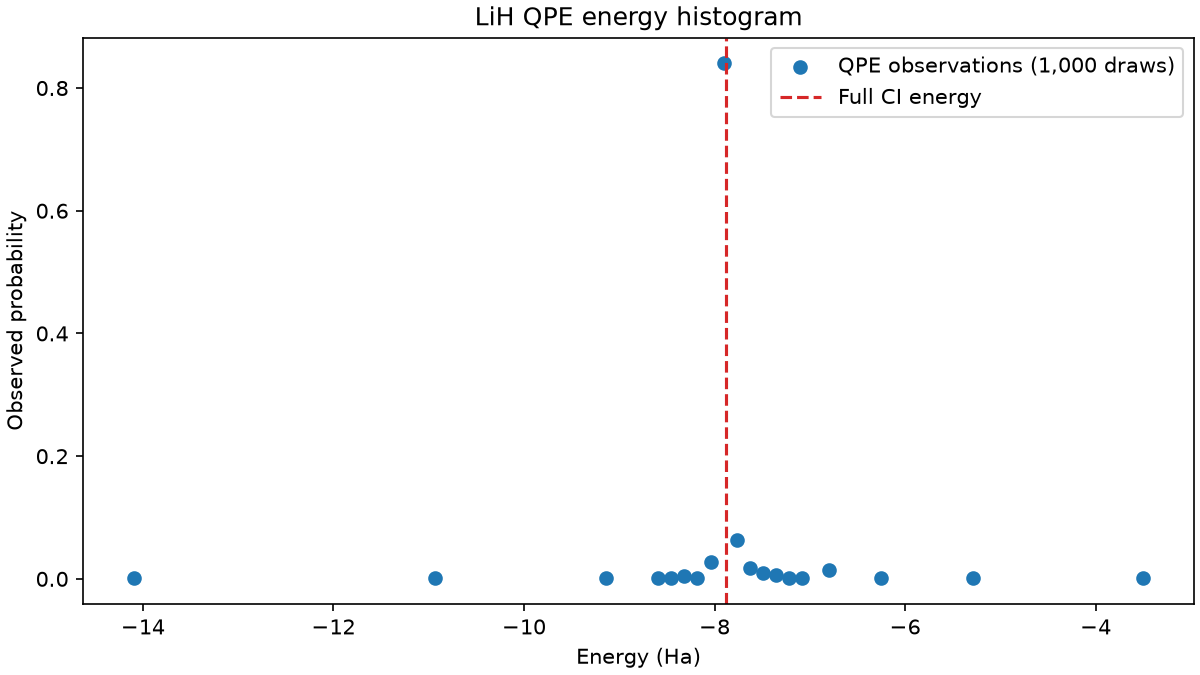 LiH QPE energy histogram
QPE observations (1,000 draws)
Full CI energy
Observed probability
0.8
0.6
0.4
0.2
0.0
−14
−12
−10
−8
−6
−4
Energy (Ha)